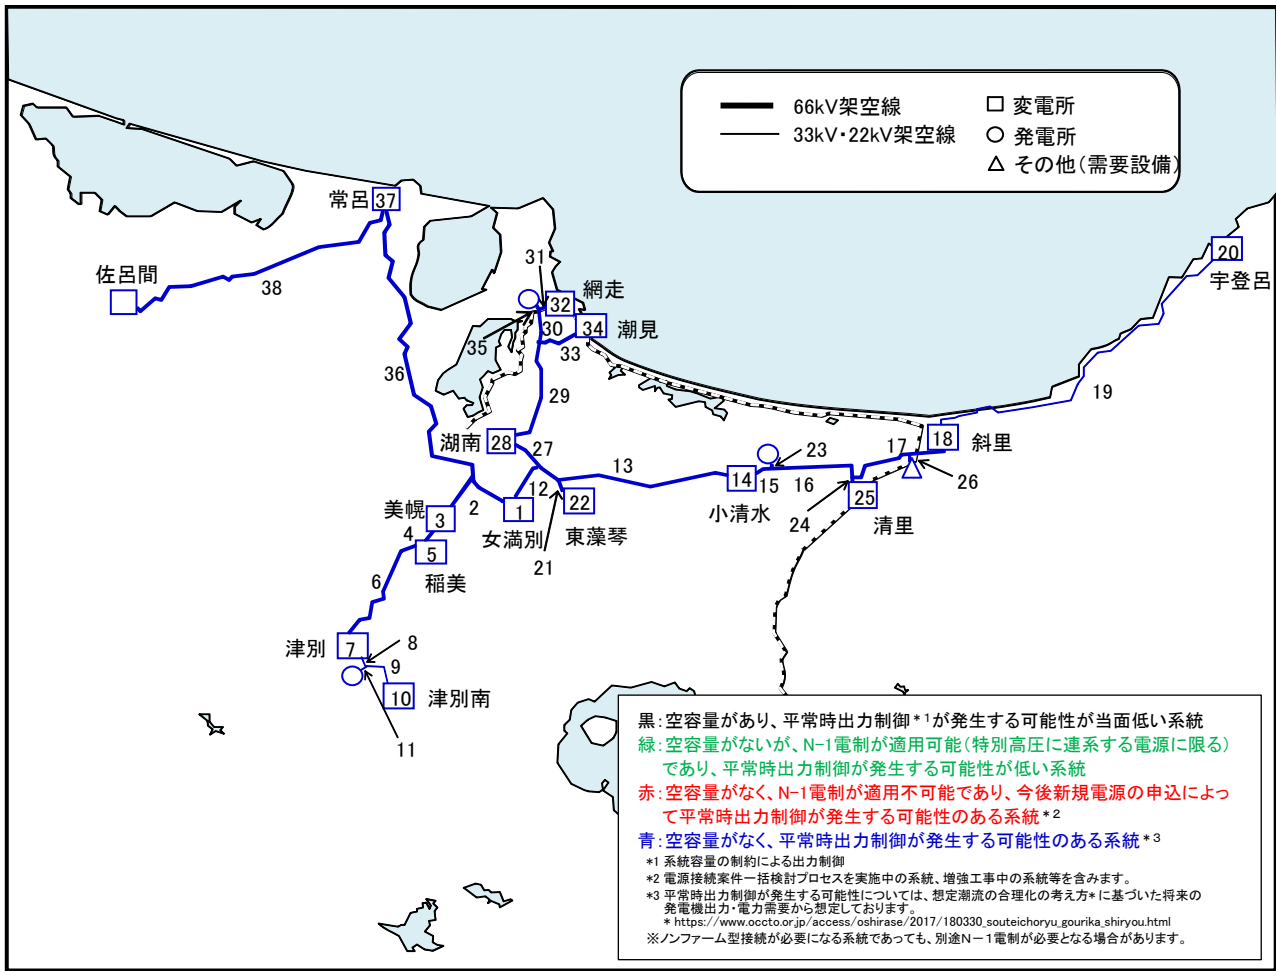 66kV架空線
33kV・22kV架空線
変電所
発電所
その他(需要設備)
常呂
37
佐呂間
38
36
31
32
網走
30
34
潮見
35
33
29
湖南
28
27
13
12
2
美幌
3
4
5
稲美
1
女満別
22
東藻琴
21
6
津別
7
8
9
10
津別南
11
14
小清水
15
23
16
24
25
清里
17
18
斜里
26
19
20
宇登呂
黒:空容量があり、平常時出力制御*1が発生する可能性が当面低い系統
緑:空容量がないが、N-1電制が適用可能(特別高圧に連系する電源に限る)
であり、平常時出力制御が発生する可能性が低い系統
赤:空容量がなく、N-1電制が適用不可能であり、今後新規電源の申込によっ
て平常時出力制御が発生する可能性のある系統*2
青:空容量がなく、平常時出力制御が発生する可能性のある系統*3
*1 系統容量の制約による出力制御
*2 電源接続案件一括検討プロセスを実施中の系統、増強工事中の系統等を含みます。
*3 平常時出力制御が発生する可能性については、想定潮流の合理化の考え方*に基づいた将来の
発電機出力・電力需要から想定しております。
* https://www.occto.or.jp/access/oshirase/2017/180330_souteichoryu_gourika_shiryou.html
※ノンファーム型接続が必要になる系統であっても、別途N-1電制が必要となる場合があります。